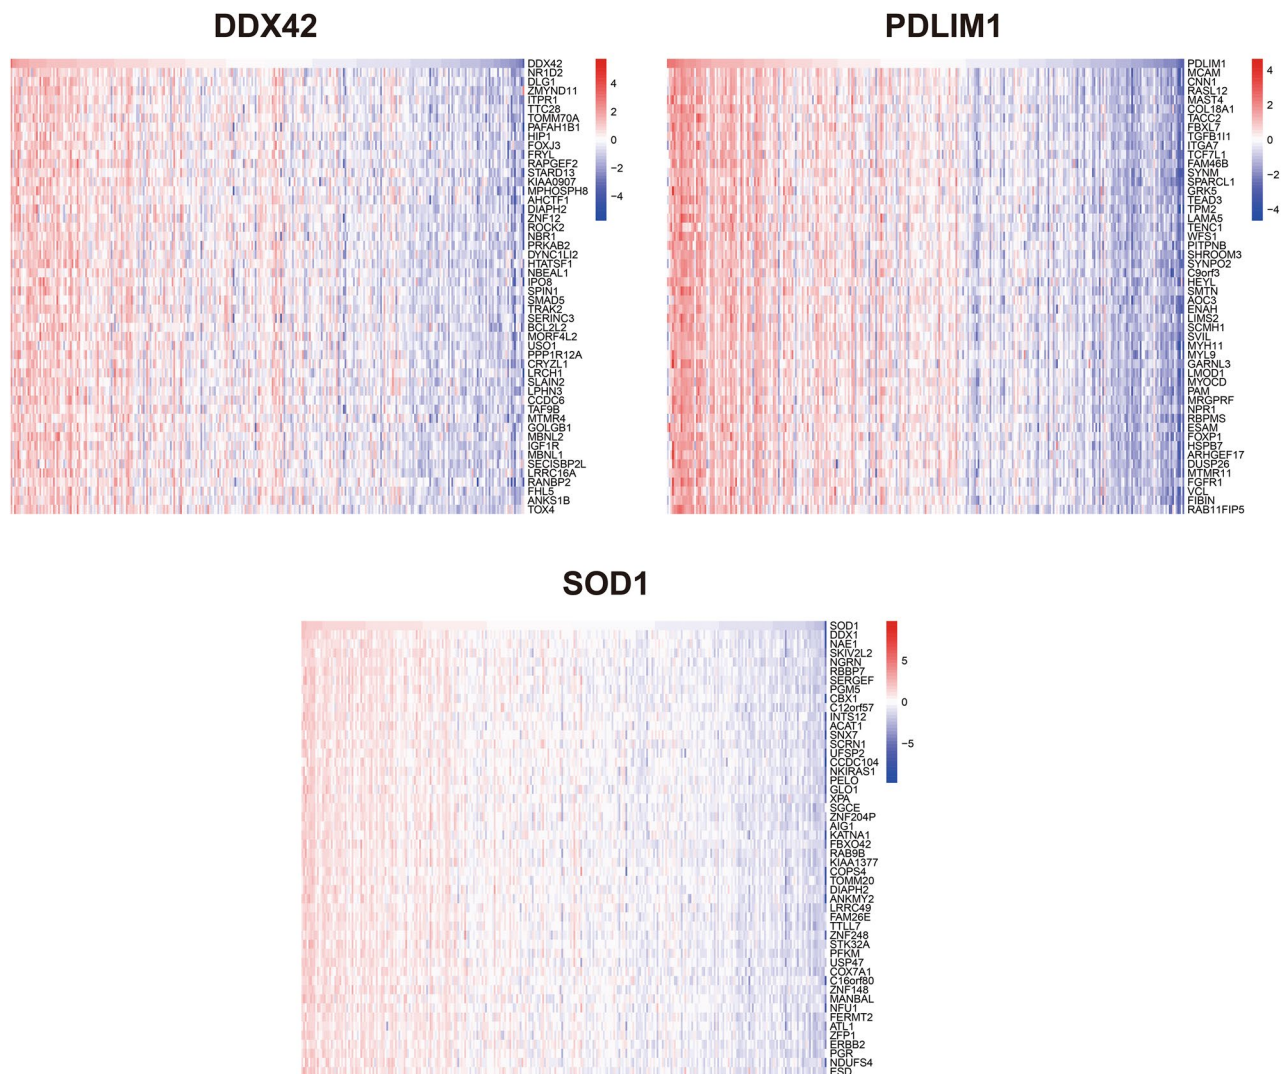 DDX42
DDX42
NR1D2
DLG1
ZMYND11
ITPR1
TTC28
TOMM70A
PAFAH1B1
HIP1
FOXJ3
FRYL
RAPGEF2
STARD13
KIAA0907
MPHOSPH8
AHCTF1
DIAPH2
ZNF12
ROCK2
NBR1
PRKAB2
DYNC1LI2
HTATSF1
NBEAL1
IPO8
SPIN1
SMAD5
TRAK2
SERINC3
BCL2L2
MORF4L2
USO1
PPP1R12A
CRYZL1
LRCH1
SLAIN2
LPHN3
CCDC6
TAF9B
MTMR4
GOLGB1
MBNL2
IGF1R
MBNL1
SECISBP2L
LRRC16A
RANBP2
FHL5
ANKS1B
TOX4
4
2
0
−2
−4
PDLIM1
PDLIM1
MCAM
CNN1
RASL12
MAST4
COL18A1
TACC2
FBXL7
TGFB1I1
ITGA7
TCF7L1
FAM46B
SYNM
SPARCL1
GRK5
TEAD3
TPM2
LAMA5
TENC1
WFS1
PITPNB
SHROOM3
SYNPO2
C9orf3
HEYL
SMTN
AOC3
ENAH
LIMS2
SCMH1
SVIL
MYH11
MYL9
GARNL3
LMOD1
MYOCD
PAM
MRGPRF
NPR1
RBPMS
ESAM
FOXP1
HSPB7
ARHGEF17
DUSP26
MTMR11
FGFR1
VCL
FIBIN
RAB11FIP5
4
2
0
−2
−4
SOD1
SOD1
DDX1
NAE1
SKIV2L2
NGRN
RBBP7
SERGEF
PGM5
CBX1
C12orf57
INTS12
ACAT1
SNX7
SCRN1
UFSP2
CCDC104
NKIRAS1
PELO
GLO1
XPA
SGCE
ZNF204P
AIG1
KATNA1
FBXO42
RAB9B
KIAA1377
COPS4
TOMM20
DIAPH2
ANKMY2
LRRC49
FAM26E
TTLL7
ZNF248
STK32A
PFKM
USP47
COX7A1
C16orf80
ZNF148
MANBAL
NFU1
FERMT2
ATL1
ZFP1
ERBB2
PGR
NDUFS4
ESD
5
0
−5